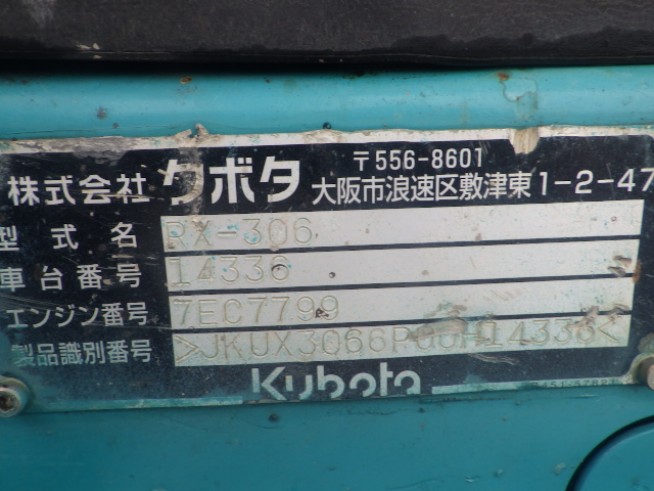 株式会社 クボタ 〒556-8601
大阪市浪速区敷津東1-2-47
型式名 RX-306
車台番号 14336
エンジン番号 7EC7799
製品識別番号
Kubota